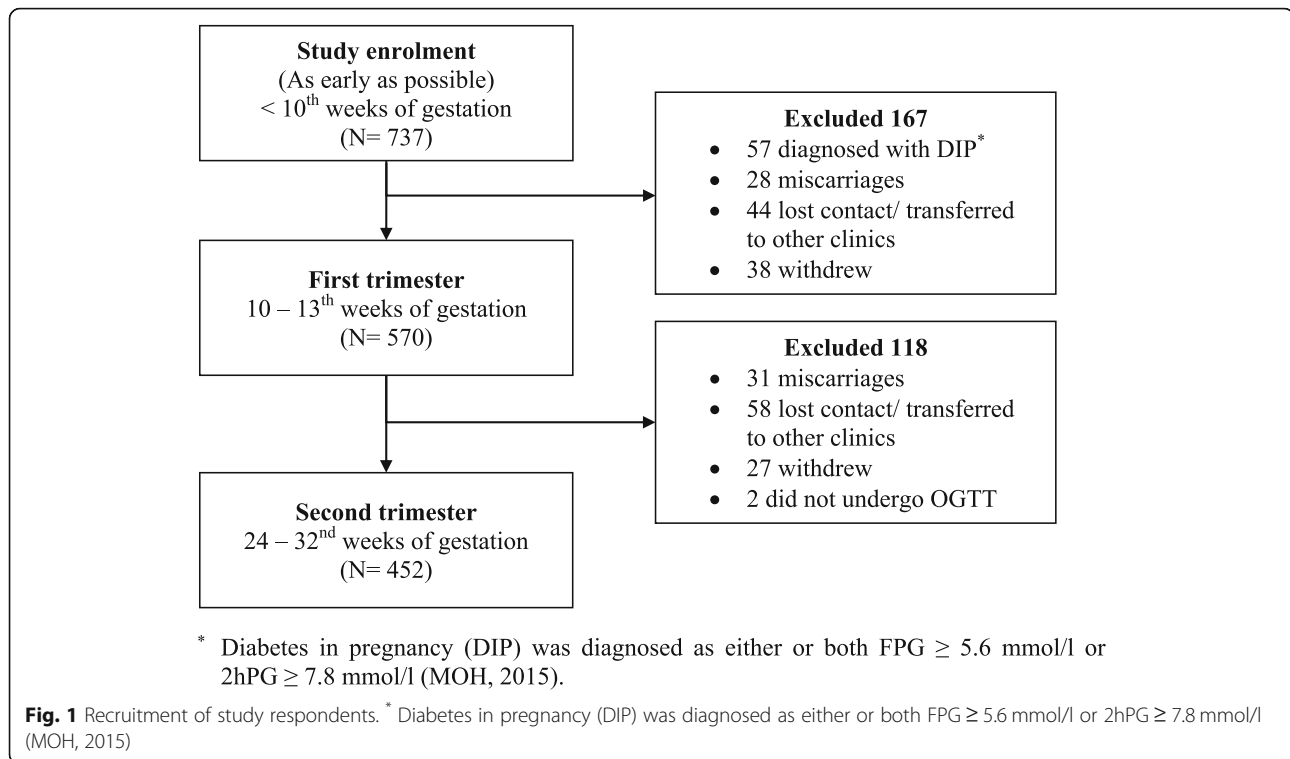 Study enrolment
(As early as possible)
< 10th weeks of gestation
(N= 737)
Excluded 167
• 57 diagnosed with DIP*
• 28 miscarriages
• 44 lost contact/ transferred
to other clinics
• 38 withdrew
First trimester
10 – 13th weeks of gestation
(N= 570)
Excluded 118
• 31 miscarriages
• 58 lost contact/ transferred
to other clinics
• 27 withdrew
• 2 did not undergo OGTT
Second trimester
24 – 32nd weeks of gestation
(N= 452)
* Diabetes in pregnancy (DIP) was diagnosed as either or both FPG ≥ 5.6 mmol/l or
2hPG ≥ 7.8 mmol/l (MOH, 2015).
Fig. 1 Recruitment of study respondents. * Diabetes in pregnancy (DIP) was diagnosed as either or both FPG ≥ 5.6 mmol/l or 2hPG ≥ 7.8 mmol/l
(MOH, 2015)